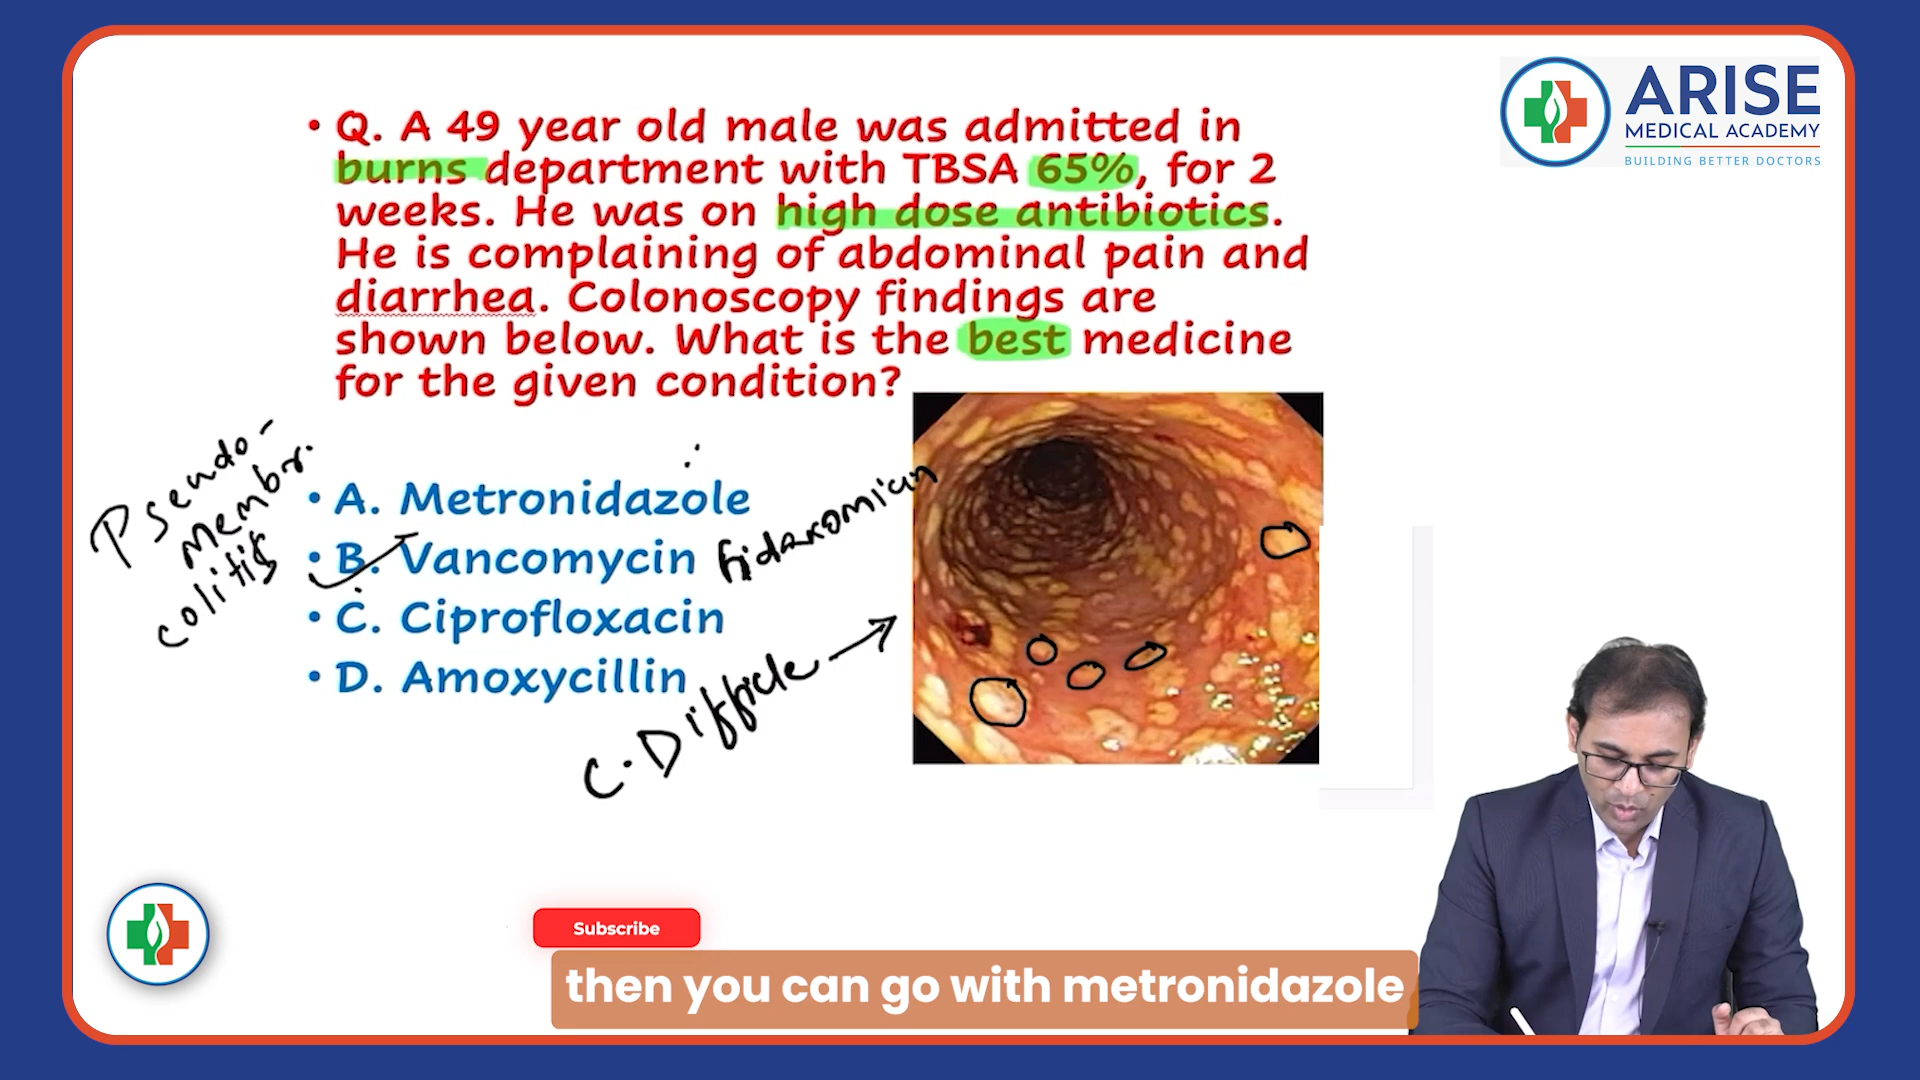 ARISE
MEDICAL ACADEMY
BUILDING BETTER DOCTORS
• Q. A 49 year old male was admitted in
burns department with TBSA 65%, for 2
weeks. He was on high dose antibiotics.
He is complaining of abdominal pain and
diarrhea. Colonoscopy findings are
shown below. What is the best medicine
for the given condition?
Pseudo-
Membr.
colitis
• A. Metronidazole
• B. Vancomycin fidaxomican
• C. Ciprofloxacin
• D. Amoxycillin
C. Difficle
Subscribe
then you can go with metronidazole